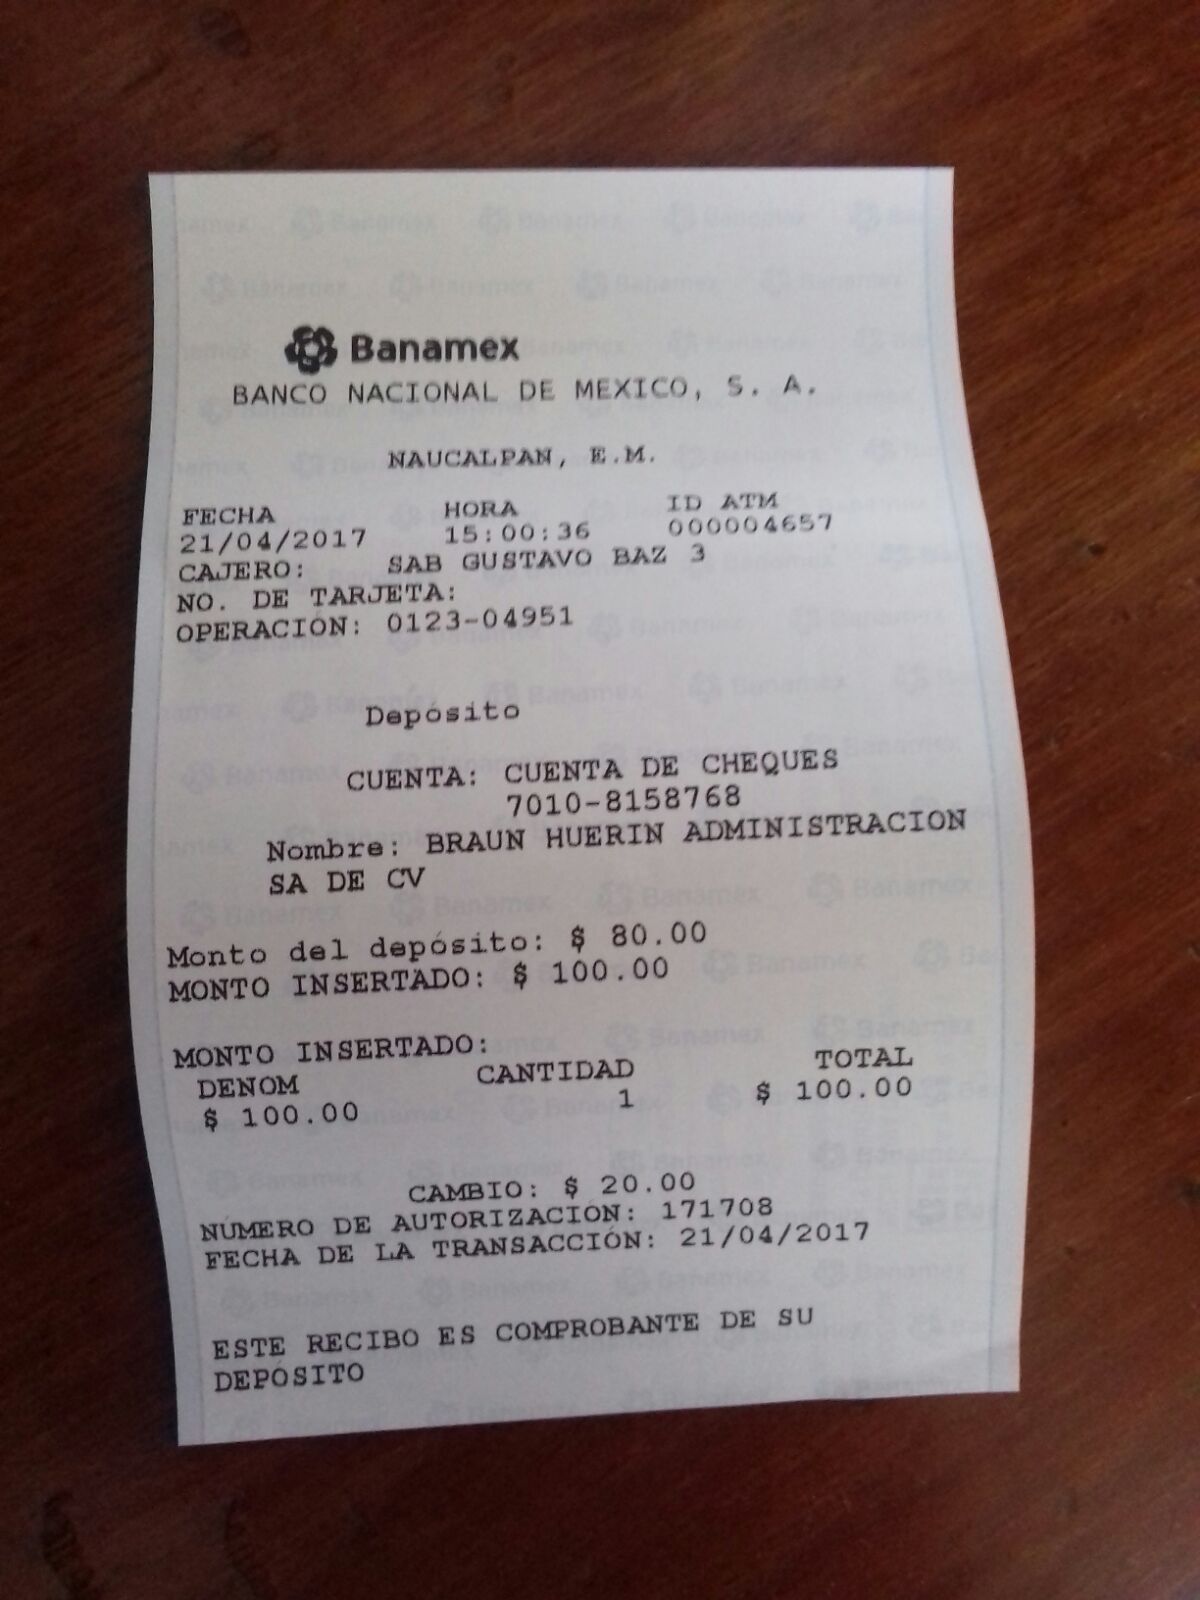 Banamex
BANCO NACIONAL DE MEXICO, S. A.
NAUCALPAN, E.M.
FECHA HORA ID ATM
21/04/2017 15:00:36 000004657
CAJERO: SAB GUSTAVO BAZ 3
NO. DE TARJETA:
OPERACIÓN: 0123-04951
Depósito
CUENTA: CUENTA DE CHEQUES
7010-8158768
Nombre: BRAUN HUERIN ADMINISTRACION
SA DE CV
Monto del depósito: $ 80.00
MONTO INSERTADO: $ 100.00
MONTO INSERTADO:
DENOM CANTIDAD TOTAL
$ 100.00 1 $ 100.00
CAMBIO: $ 20.00
NÚMERO DE AUTORIZACIÓN: 171708
FECHA DE LA TRANSACCIÓN: 21/04/2017
ESTE RECIBO ES COMPROBANTE DE SU
DEPÓSITO